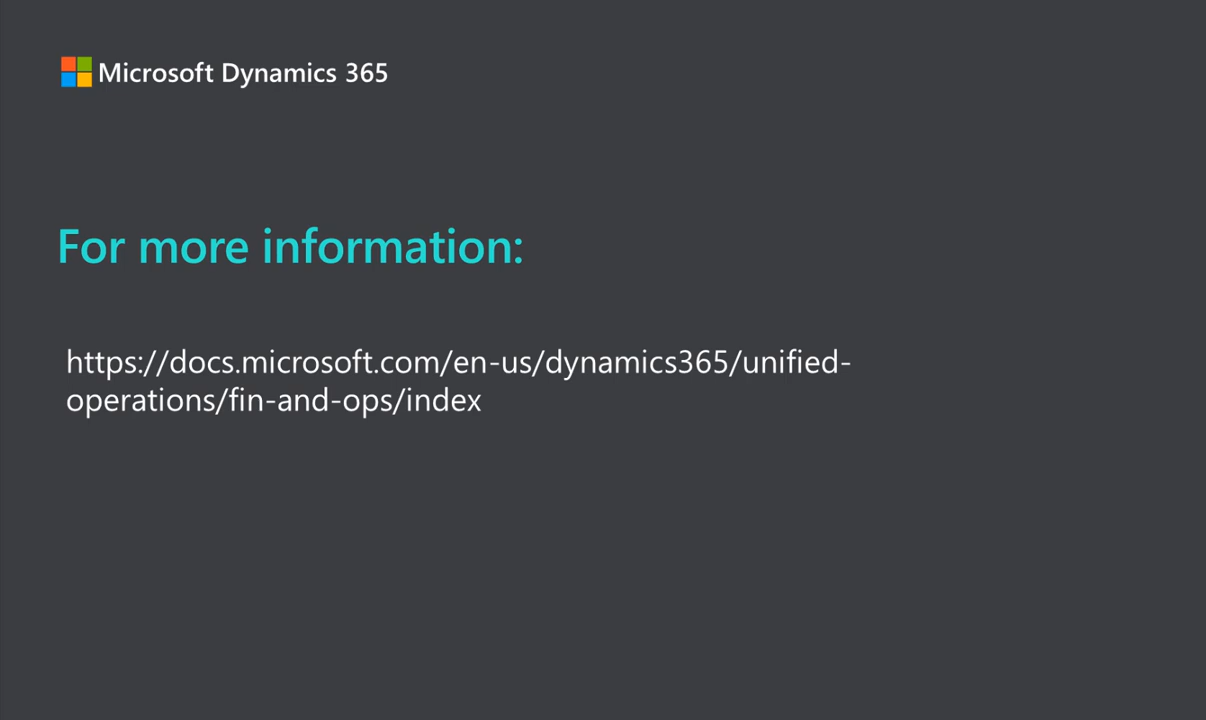 Microsoft Dynamics 365
For more information:
https://docs.microsoft.com/en-us/dynamics365/unified-
operations/fin-and-ops/index